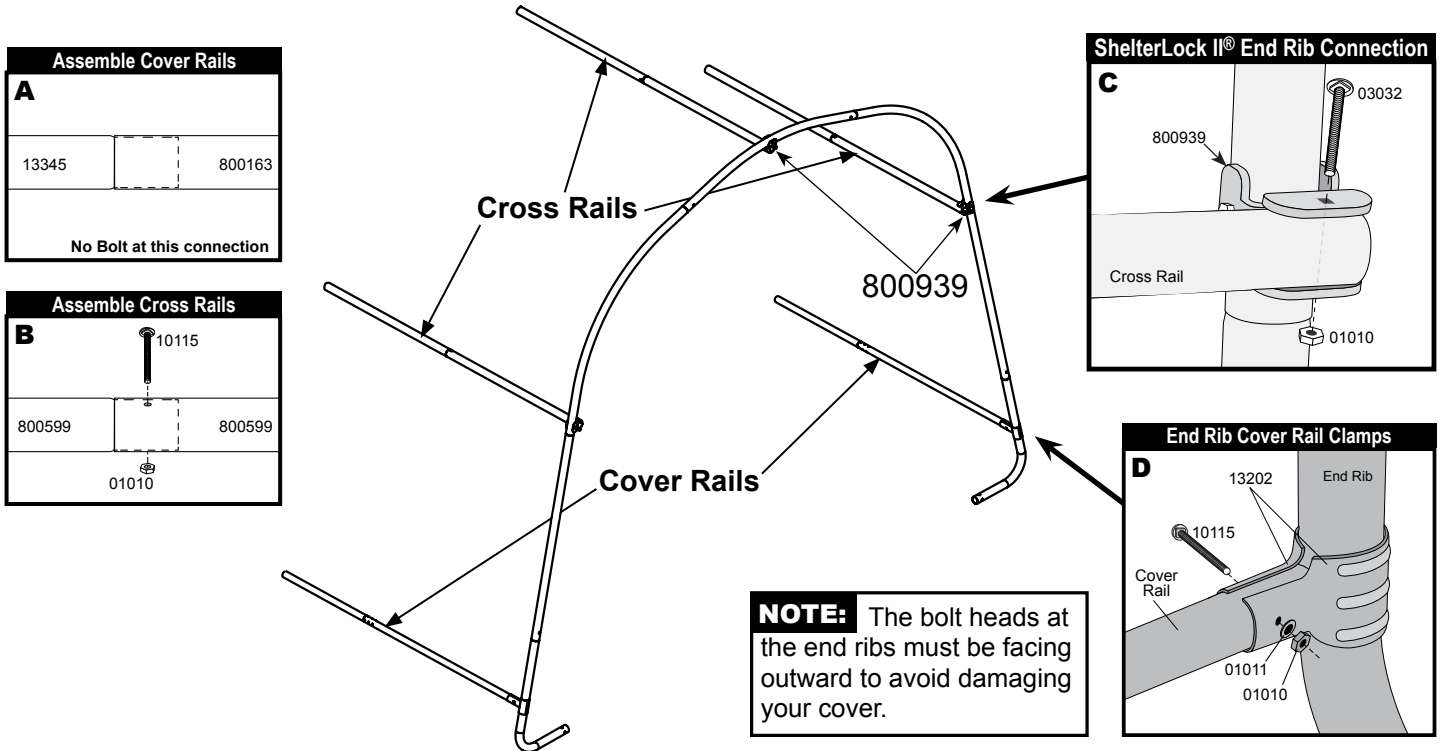 Assemble Cover Rails
A
13345
800163
No Bolt at this connection
Assemble Cross Rails
B
10115
800599
800599
01010
Cross Rails
800939
Cover Rails
NOTE: The bolt heads at
the end ribs must be facing
outward to avoid damaging
your cover.
ShelterLock II® End Rib Connection
C
03032
800939
Cross Rail
01010
End Rib Cover Rail Clamps
D
13202
End Rib
10115
Cover
Rail
01011
01010